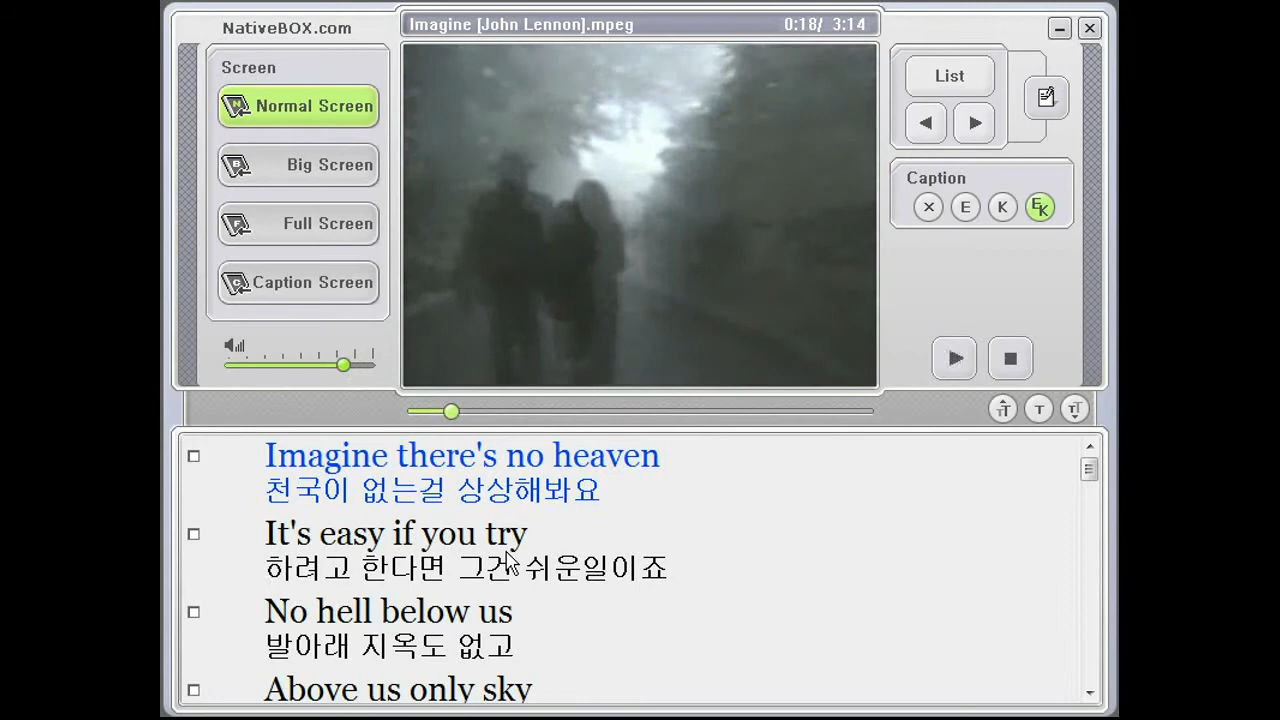 NativeBOX.com
Imagine [John Lennon].mpeg 0:18/ 3:14
Screen
Normal Screen
Big Screen
Full Screen
Caption Screen
List
Caption
X E K EK
T T T
Imagine there's no heaven
천국이 없는걸 상상해봐요
It's easy if you try
하려고 한다면 그건 쉬운일이죠
No hell below us
발아래 지옥도 없고
Above us only sky